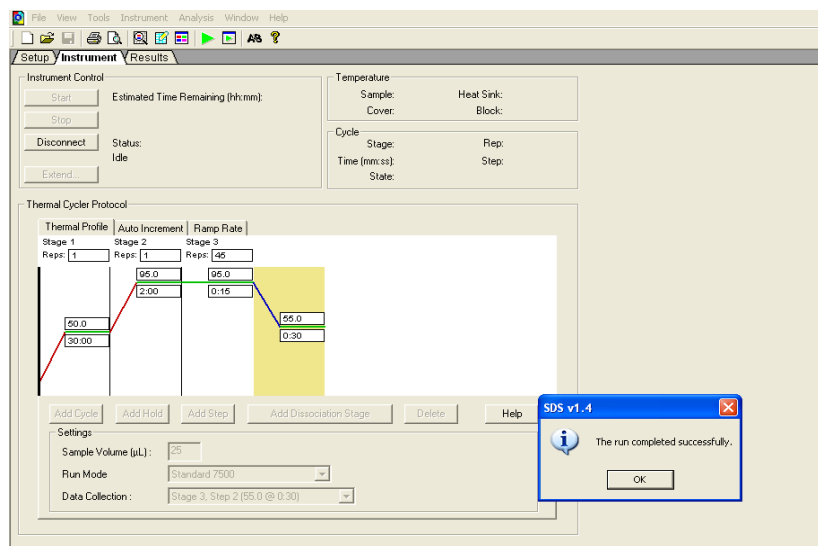 File View Tools Instrument Analysis Window Help
Setup Instrument Results
Instrument Control
Start Estimated Time Remaining (hh:mm):
Stop
Disconnect Status:
Idle
Extend...
Temperature
Sample: Heat Sink:
Cover: Block:
Cycle
Stage: Rep:
Time (mm:ss): Step:
State:
Thermal Cycler Protocol
Thermal Profile Auto Increment Ramp Rate
Stage 1 Stage 2 Stage 3
Reps: 1 Reps: 1 Reps: 45
95.0 95.0
2:00 0:15
50.0 55.0
30:00 0:30
Add Cycle Add Hold Add Step Add Dissociation Stage Delete Help
Settings
Sample Volume (µL) : 25
Run Mode Standard 7500
Data Collection : Stage 3, Step 2 (55.0 @ 0:30)
SDS v1.4
The run completed successfully.
OK